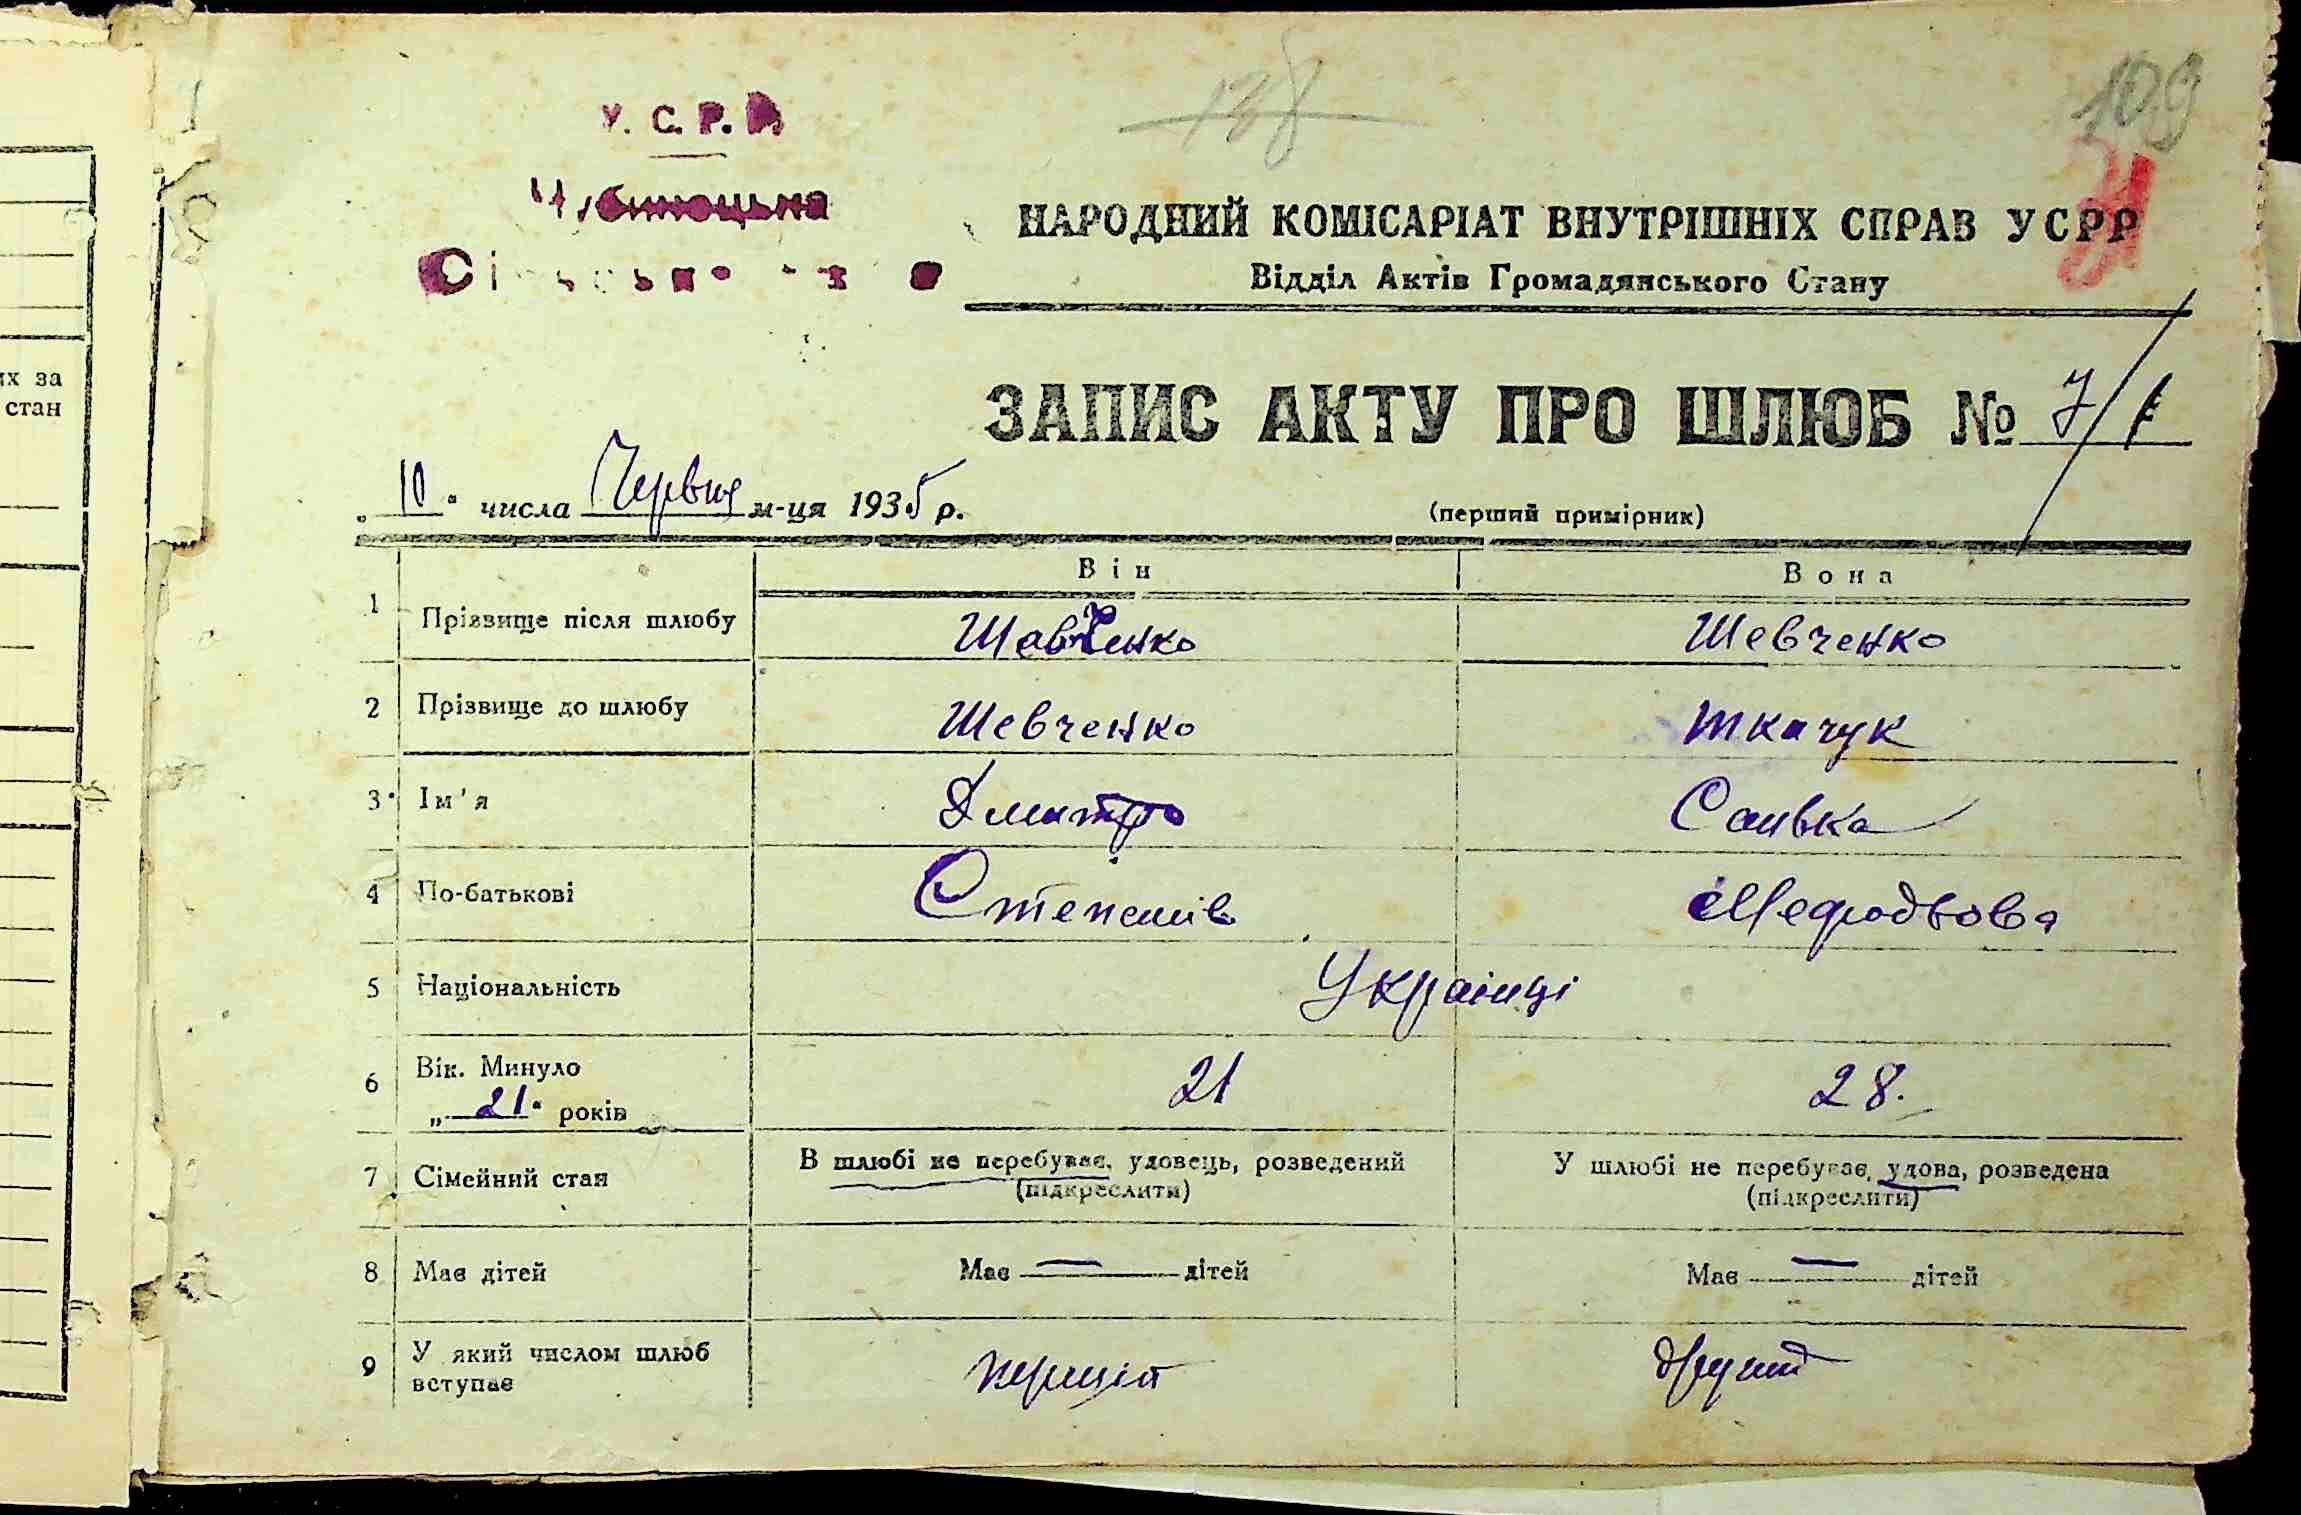 138
109
У. С. Р. Р.
НАРОДНИЙ КОМІСАРІАТ ВНУТРІШНІХ СПРАВ УСРР
Відділ Актів Громадянського Стану
ЗАПИС АКТУ ПРО ШЛЮБ № 7/
„10" числа Червня м-ця 1935 р.
(перший примірник)
их за
стан
Він Вона
1 Прізвище після шлюбу Шевченко Шевченко
2 Прізвище до шлюбу Шевченко Ткачук
3 Ім'я Дмитро
4 По-батькові Степанів Мефодьова
5 Національність Українці
6 Вік. Минуло 21 28.
„21" років
7 Сімейний стан В шлюбі не перебуває, удовець, розведений У шлюбі не перебуває, удова, розведена
(підкреслити) (підкреслити)
8 Має дітей Має — дітей Має — дітей
9 У який числом шлюб
вступає перший другий